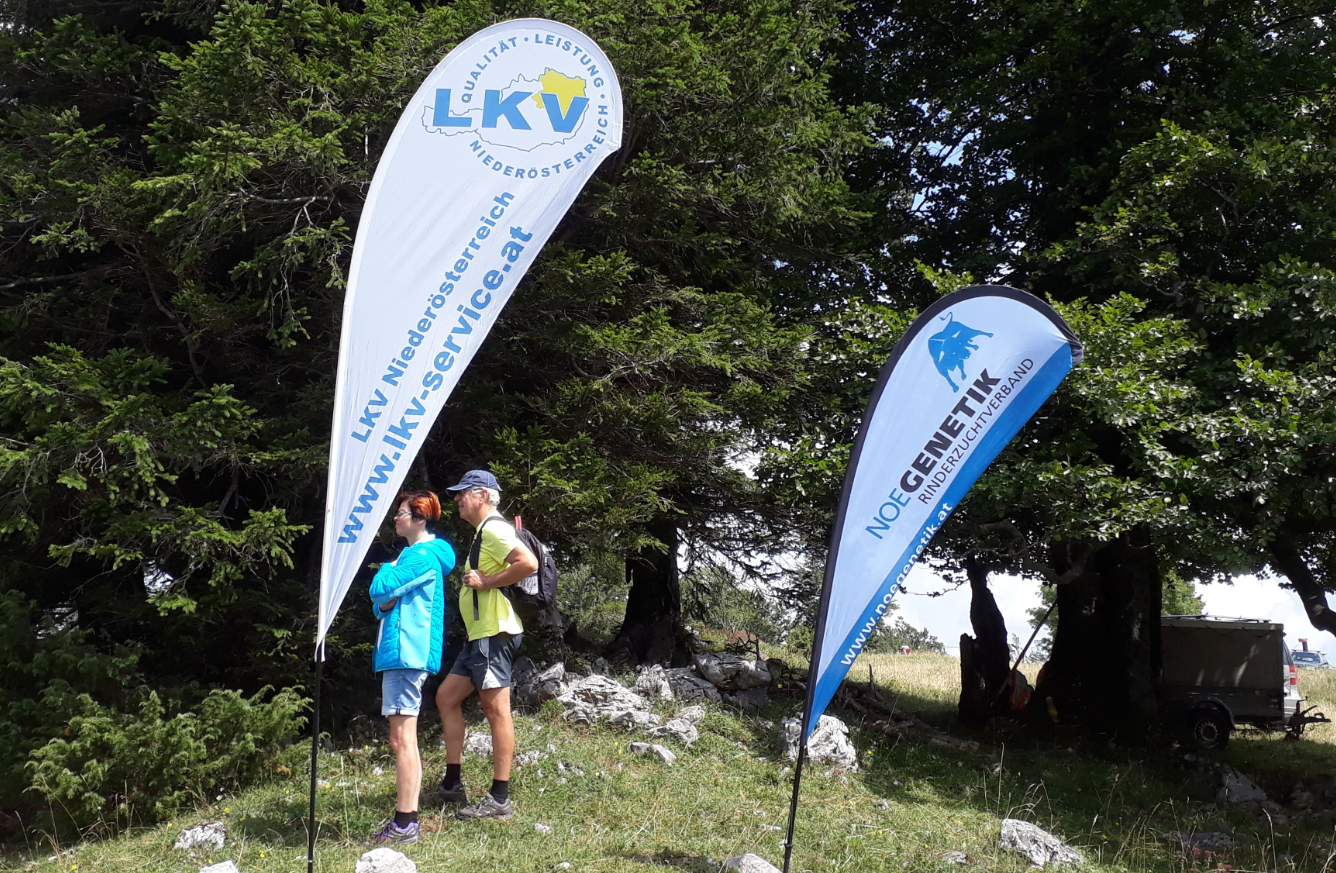 QUALITÄT · LEISTUNG ·
LKV
NIEDERÖSTERREICH
LKV Niederösterreich
www.lkv-service.at
NOEGENETIK
RINDERZUCHTVERBAND
www.noegenetik.at